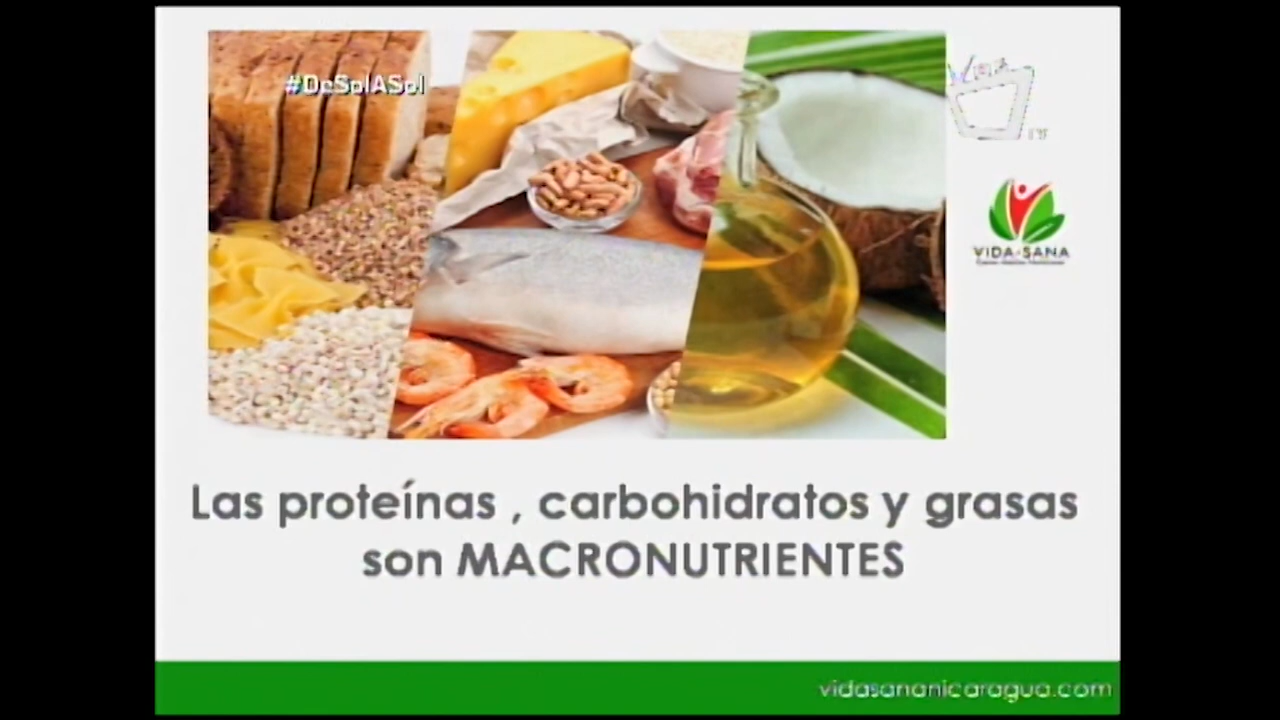 #DeSolASol
VIDA SANA
Las proteínas , carbohidratos y grasas
son MACRONUTRIENTES
vidasananicaragua.com